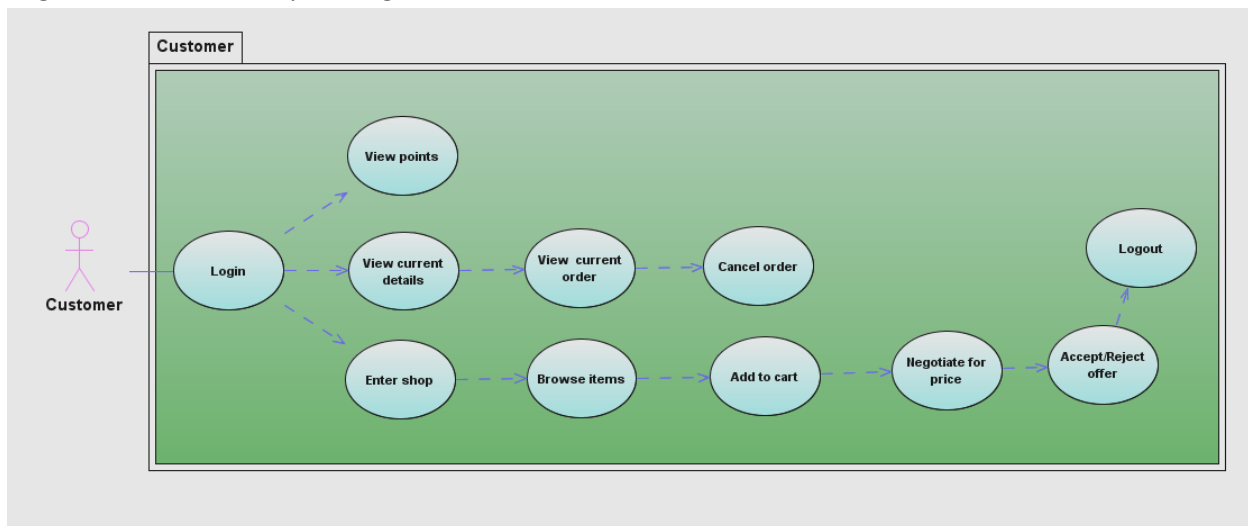 Customer
View points
Login
View current
details
View  current
order
Cancel order
Logout
Customer
Enter shop
Browse items
Add to cart
Negotiate for
price
Accept/Reject
offer